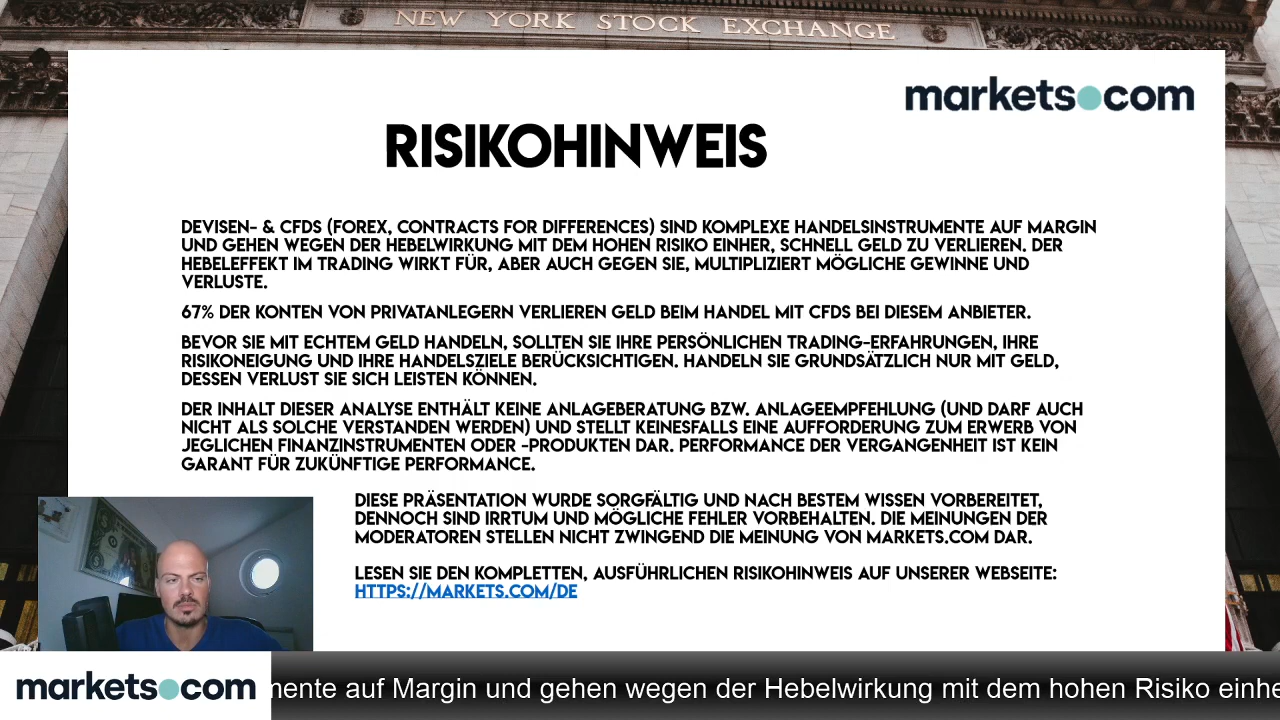 NEW YORK STOCK EXCHANGE
markets.com
RISIKOHINWEIS
DEVISEN- & CFDS (FOREX, CONTRACTS FOR DIFFERENCES) SIND KOMPLEXE HANDELSINSTRUMENTE AUF MARGIN
UND GEHEN WEGEN DER HEBELWIRKUNG MIT DEM HOHEN RISIKO EINHER, SCHNELL GELD ZU VERLIEREN. DER
HEBELEFFEKT IM TRADING WIRKT FÜR, ABER AUCH GEGEN SIE, MULTIPLIZIERT MÖGLICHE GEWINNE UND
VERLUSTE.
67% DER KONTEN VON PRIVATANLEGERN VERLIEREN GELD BEIM HANDEL MIT CFDS BEI DIESEM ANBIETER.
BEVOR SIE MIT ECHTEM GELD HANDELN, SOLLTEN SIE IHRE PERSÖNLICHEN TRADING-ERFAHRUNGEN, IHRE
RISIKONEIGUNG UND IHRE HANDELSZIELE BERÜCKSICHTIGEN. HANDELN SIE GRUNDSÄTZLICH NUR MIT GELD,
DESSEN VERLUST SIE SICH LEISTEN KÖNNEN.
DER INHALT DIESER ANALYSE ENTHÄLT KEINE ANLAGEBERATUNG BZW. ANLAGEEMPFEHLUNG (UND DARF AUCH
NICHT ALS SOLCHE VERSTANDEN WERDEN) UND STELLT KEINESFALLS EINE AUFFORDERUNG ZUM ERWERB VON
JEGLICHEN FINANZINSTRUMENTEN ODER -PRODUKTEN DAR. PERFORMANCE DER VERGANGENHEIT IST KEIN
GARANT FÜR ZUKÜNFTIGE PERFORMANCE.
DIESE PRÄSENTATION WURDE SORGFÄLTIG UND NACH BESTEM WISSEN VORBEREITET,
DENNOCH SIND IRRTUM UND MÖGLICHE FEHLER VORBEHALTEN. DIE MEINUNGEN DER
MODERATOREN STELLEN NICHT ZWINGEND DIE MEINUNG VON MARKETS.COM DAR.
LESEN SIE DEN KOMPLETTEN, AUSFÜHRLICHEN RISIKOHINWEIS AUF UNSERER WEBSEITE:
HTTPS://MARKETS.COM/DE
markets.com
mente auf Margin und gehen wegen der Hebelwirkung mit dem hohen Risiko einhe